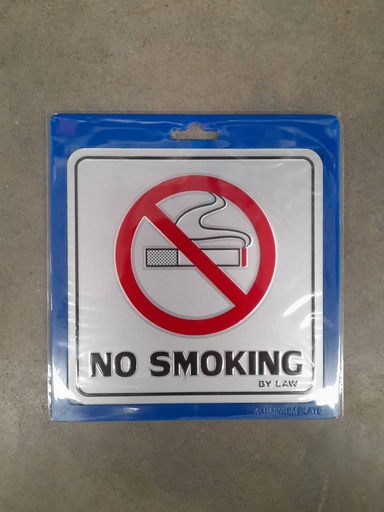 NO SMOKING
BY LAW
ALUMINIUM PLATE